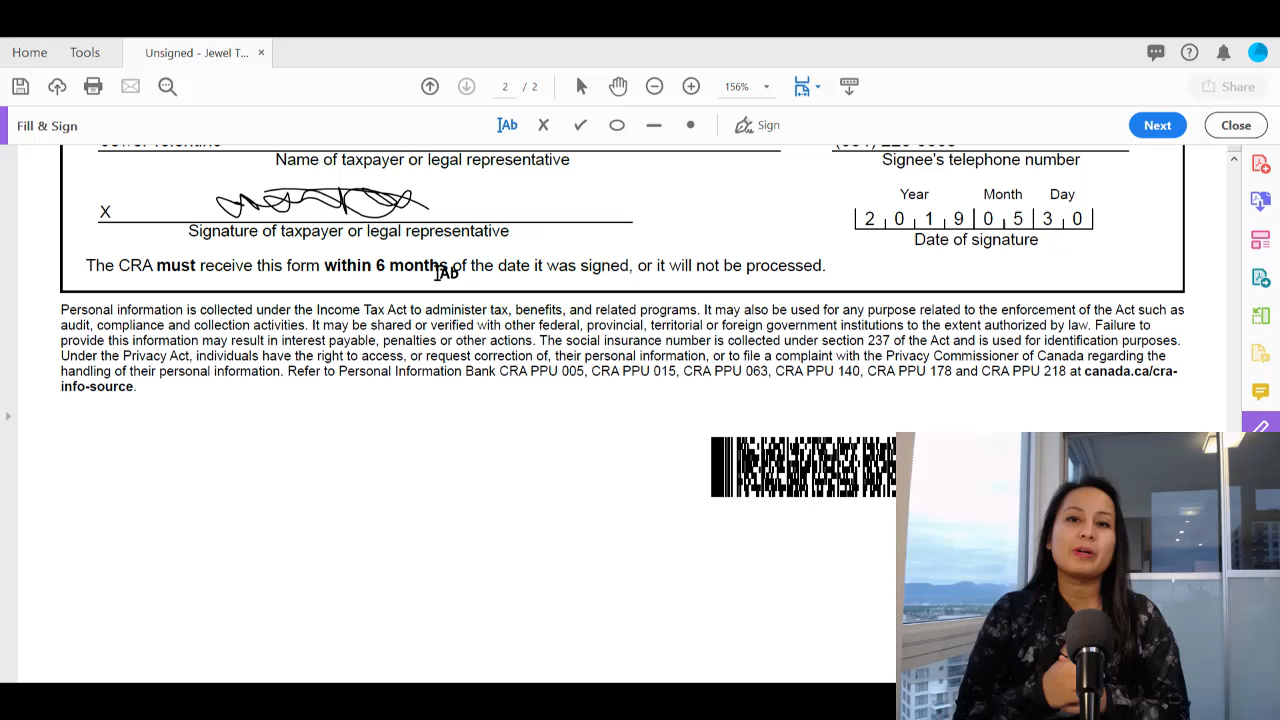 Home Tools Unsigned - Jewel T... ×
2 / 2 156% Share
Fill & Sign Ab Sign Next Close
Name of taxpayer or legal representative Signee's telephone number
Year Month Day
X 2 0 1 9 0 5 3 0
Signature of taxpayer or legal representative Date of signature
The CRA must receive this form within 6 months of the date it was signed, or it will not be processed.
Ab
Personal information is collected under the Income Tax Act to administer tax, benefits, and related programs. It may also be used for any purpose related to the enforcement of the Act such as
audit, compliance and collection activities. It may be shared or verified with other federal, provincial, territorial or foreign government institutions to the extent authorized by law. Failure to
provide this information may result in interest payable, penalties or other actions. The social insurance number is collected under section 237 of the Act and is used for identification purposes.
Under the Privacy Act, individuals have the right to access, or request correction of, their personal information, or to file a complaint with the Privacy Commissioner of Canada regarding the
handling of their personal information. Refer to Personal Information Bank CRA PPU 005, CRA PPU 015, CRA PPU 063, CRA PPU 140, CRA PPU 178 and CRA PPU 218 at canada.ca/cra-
info-source.